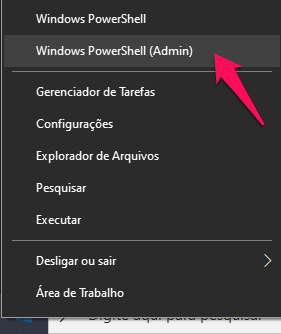 Windows PowerShell
Windows PowerShell (Admin)
Gerenciador de Tarefas
Configurações
Explorador de Arquivos
Pesquisar
Executar
Desligar ou sair
Área de Trabalho
Digite aqui para pesquisar